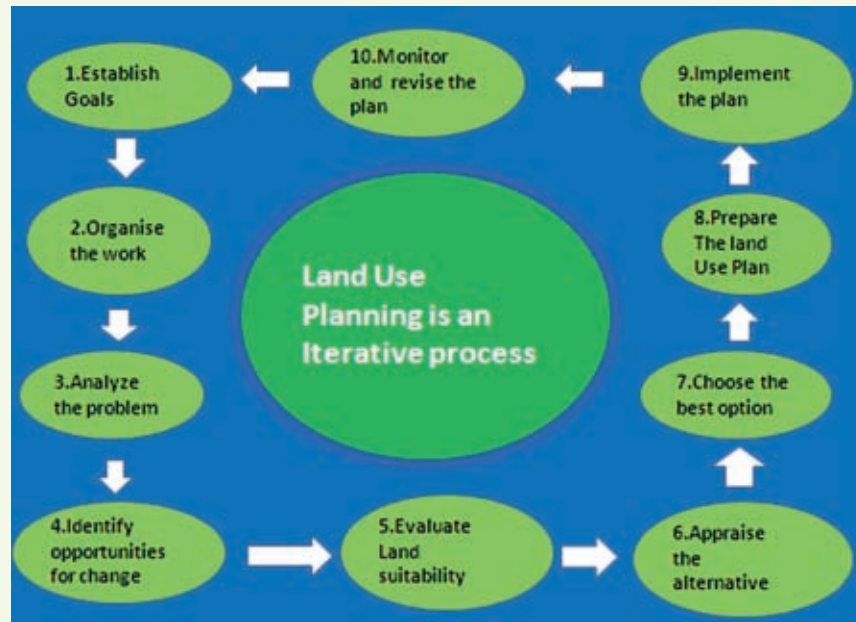 1.Establish
Goals
2.Organise
the work
3.Analyze
the problem
4.Identify
opportunities
for change
5.Evaluate
Land
suitability
6.Appraise
the
alternative
7.Choose the
best option
8.Prepare
The land
Use Plan
9.Implement
the plan
10.Monitor
and revise the
plan
Land Use
Planning is an
Iterative process